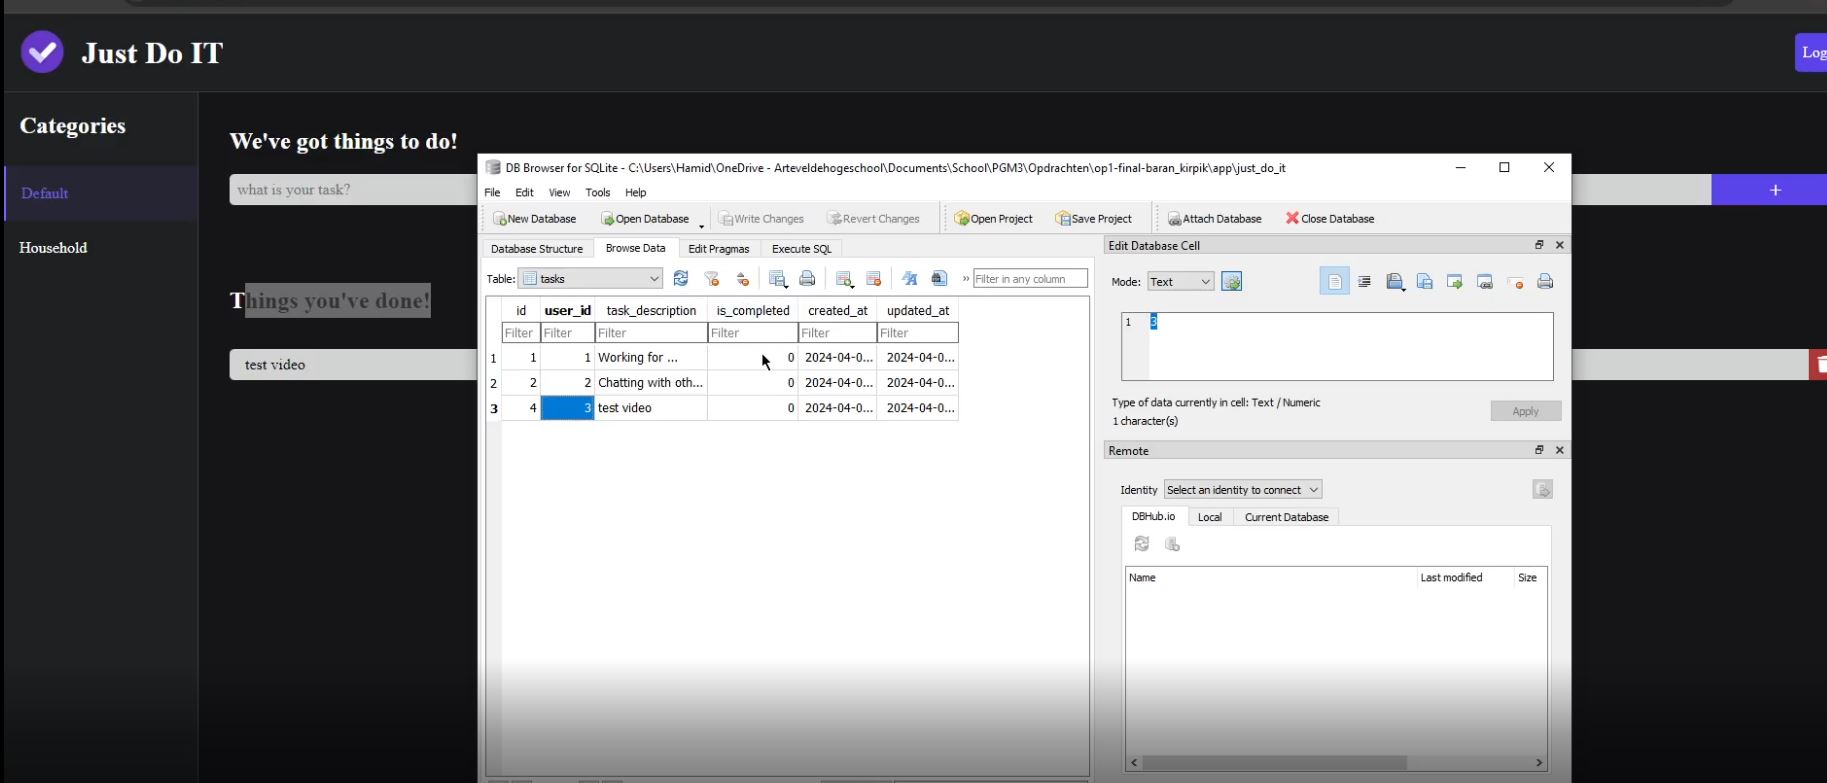 Just Do IT
Log
Categories
Default
Household
We've got things to do!
what is your task?
+
Things you've done!
test video
DB Browser for SQLite - C:\Users\Hamid\OneDrive - Arteveldehogeschool\Documents\School\PGM3\Opdrachten\op1-final-baran_kirpik\app\just_do_it
File Edit View Tools Help
New Database Open Database Write Changes Revert Changes Open Project Save Project Attach Database Close Database
Database Structure Browse Data Edit Pragmas Execute SQL
Table: tasks » Filter in any column
id user_id task_description is_completed created_at updated_at
Filter Filter Filter Filter Filter Filter
1 1 1 Working for ... 0 2024-04-0... 2024-04-0...
2 2 2 Chatting with oth... 0 2024-04-0... 2024-04-0...
3 4 3 test video 0 2024-04-0... 2024-04-0...
Edit Database Cell
Mode: Text
1 3
Type of data currently in cell: Text / Numeric
1 character(s)
Apply
Remote
Identity Select an identity to connect
DBHub.io Local Current Database
Name Last modified Size